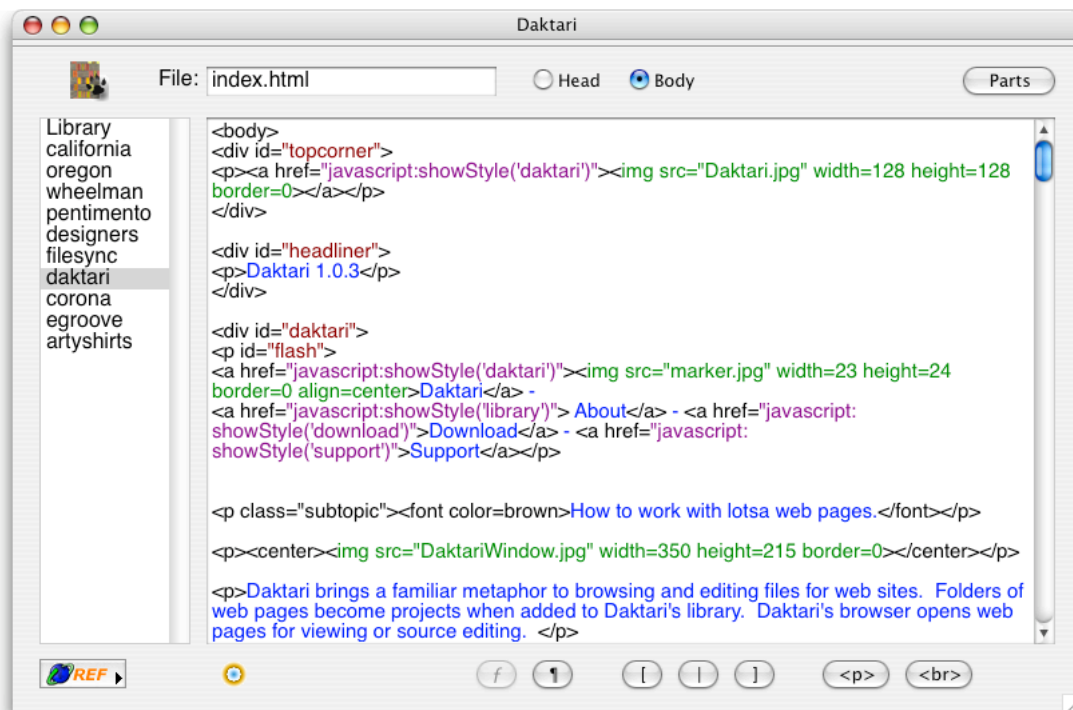 Daktari
File: index.html Head Body Parts
Library
california
oregon
wheelman
pentimento
designers
filesync
daktari
corona
egroove
artyshirts
<body>
<div id="topcorner">
<p><a href="javascript:showStyle('daktari')"><img src="Daktari.jpg" width=128 height=128
border=0></a></p>
</div>
<div id="headliner">
<p>Daktari 1.0.3</p>
</div>
<div id="daktari">
<p id="flash">
<a href="javascript:showStyle('daktari')"><img src="marker.jpg" width=23 height=24
border=0 align=center>Daktari</a> -
<a href="javascript:showStyle('library')"> About</a> - <a href="javascript:
showStyle('download')">Download</a> - <a href="javascript:
showStyle('support')">Support</a></p>
<p class="subtopic"><font color=brown>How to work with lotsa web pages.</font></p>
<p><center><img src="DaktariWindow.jpg" width=350 height=215 border=0></center></p>
<p>Daktari brings a familiar metaphor to browsing and editing files for web sites.  Folders of
web pages become projects when added to Daktari's library.  Daktari's browser opens web
pages for viewing or source editing.  </p>
REF f ¶ [ | ] <p> <br>